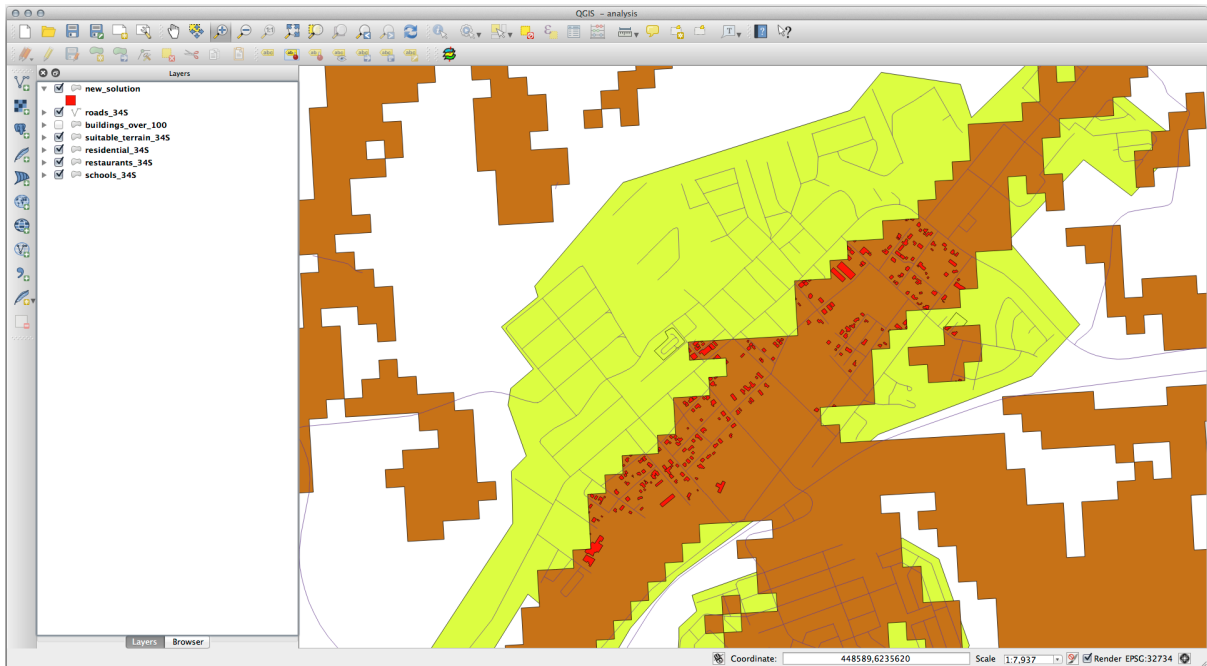 QGIS - analysis
Layers
new_solution
roads_34S
buildings_over_100
suitable_terrain_34S
residential_34S
restaurants_34S
schools_34S
Layers Browser
Coordinate: 448589,6235620 Scale 1:7,937 Render EPSG:32734